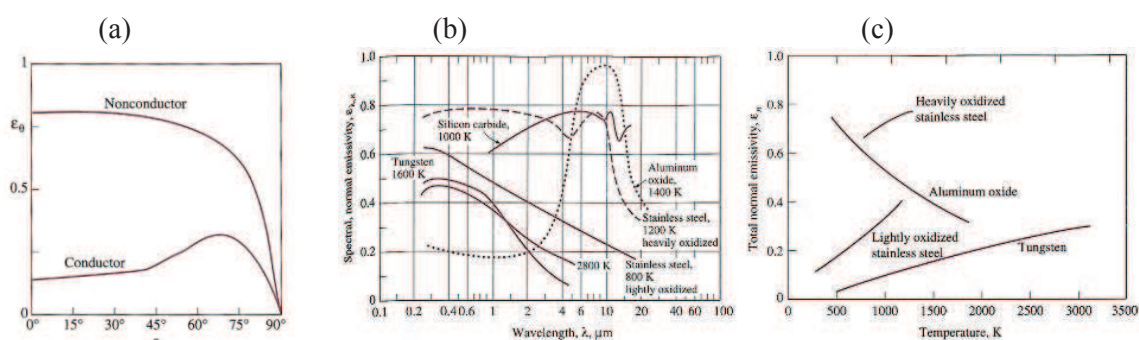 (a)
(b)
(c)
1
Nonconductor
εθ
0.5
Conductor
0
0° 15° 30° 45° 60° 75° 90°
1.0
0.8
0.6
0.4
0.2
0
Spectral, normal emissivity, ελ,n
Silicon carbide,
1000 K
Tungsten
1600 K
Aluminum
oxide,
1400 K
Stainless steel,
1200 K
heavily oxidized
2800 K
Stainless steel,
800 K
lightly oxidized
0.1 0.2 0.4 0.6 1 2 4 6 10 20 40 60 100
Wavelength, λ, μm
1.0
0.8
0.6
0.4
0.2
0
Total normal emissivity, εn
Heavily oxidized
stainless steel
Aluminum oxide
Lightly oxidized
stainless steel
Tungsten
0 500 1000 1500 2000 2500 3000 3500
Temperature, K